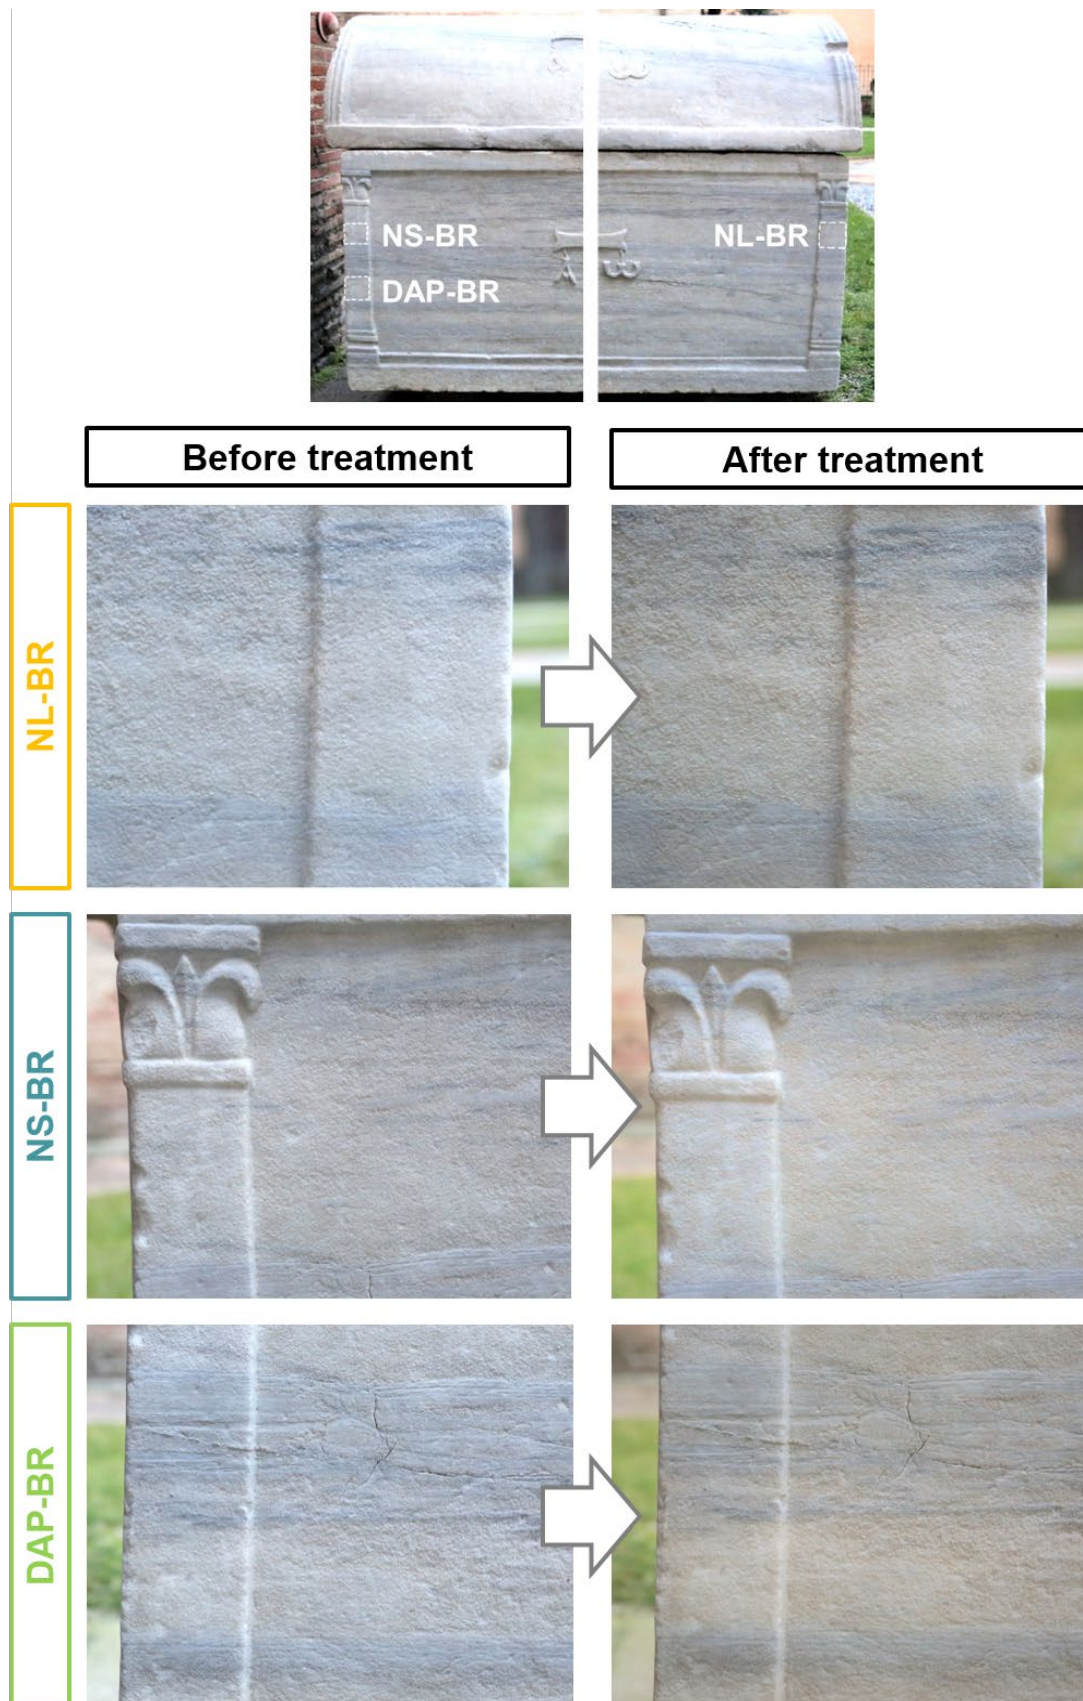 NS-BR
NL-BR
DAP-BR
Before treatment
After treatment
NL-BR
NS-BR
DAP-BR